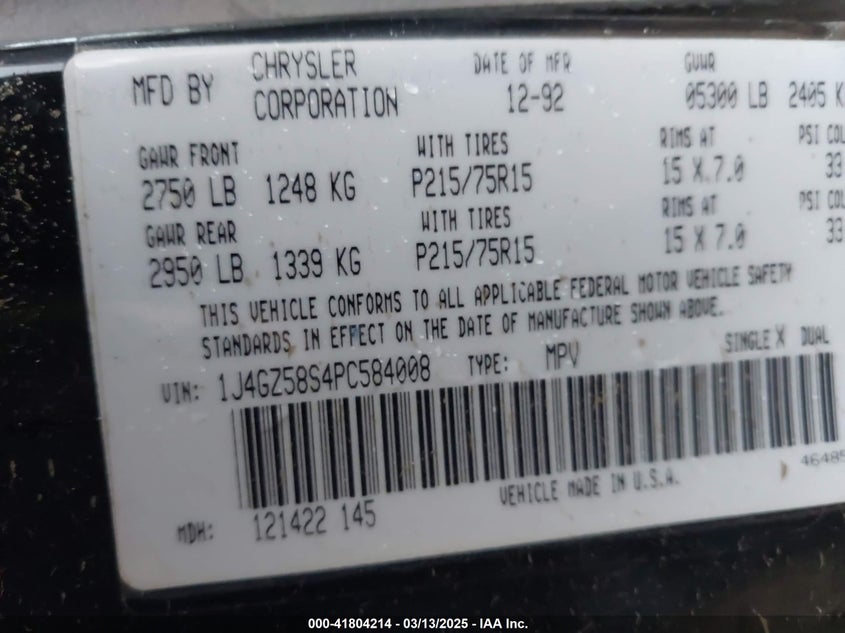 MFD BY CHRYSLER CORPORATION DATE OF MFR 12-92 GVWR 05300 LB 2405 K
GAWR FRONT WITH TIRES RIMS AT PSI COL
2750 LB 1248 KG P215/75R15 15 X 7.0 33
GAWR REAR WITH TIRES RIMS AT PSI COL
2950 LB 1339 KG P215/75R15 15 X 7.0 33
THIS VEHICLE CONFORMS TO ALL APPLICABLE FEDERAL MOTOR VEHICLE SAFETY
STANDARDS IN EFFECT ON THE DATE OF MANUFACTURE SHOWN ABOVE.
VIN: 1J4GZ58S4PC584008 TYPE: MPV SINGLE X DUAL
46485
MDH: 121422 145 VEHICLE MADE IN U.S.A.
000-41804214 - 03/13/2025 - IAA Inc.